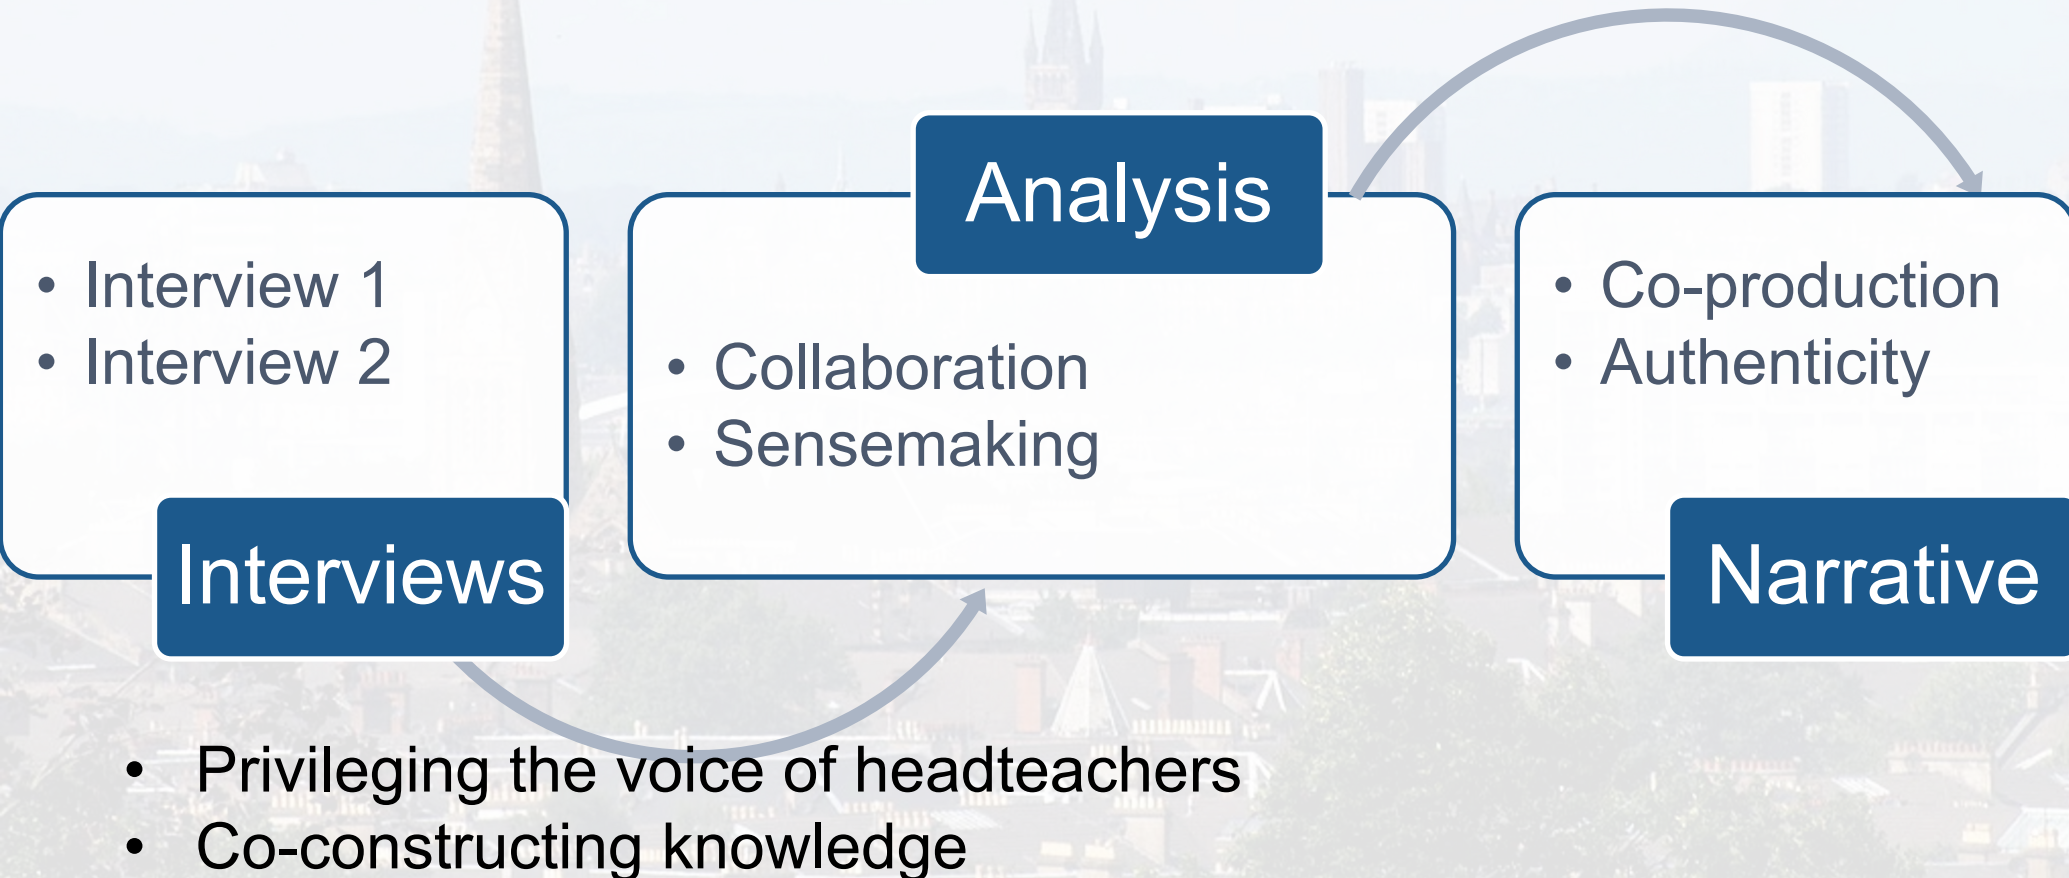 Interviews
• Interview 1
• Interview 2
Analysis
• Collaboration
• Sensemaking
Narrative
• Co-production
• Authenticity
• Privileging the voice of headteachers
• Co-constructing knowledge